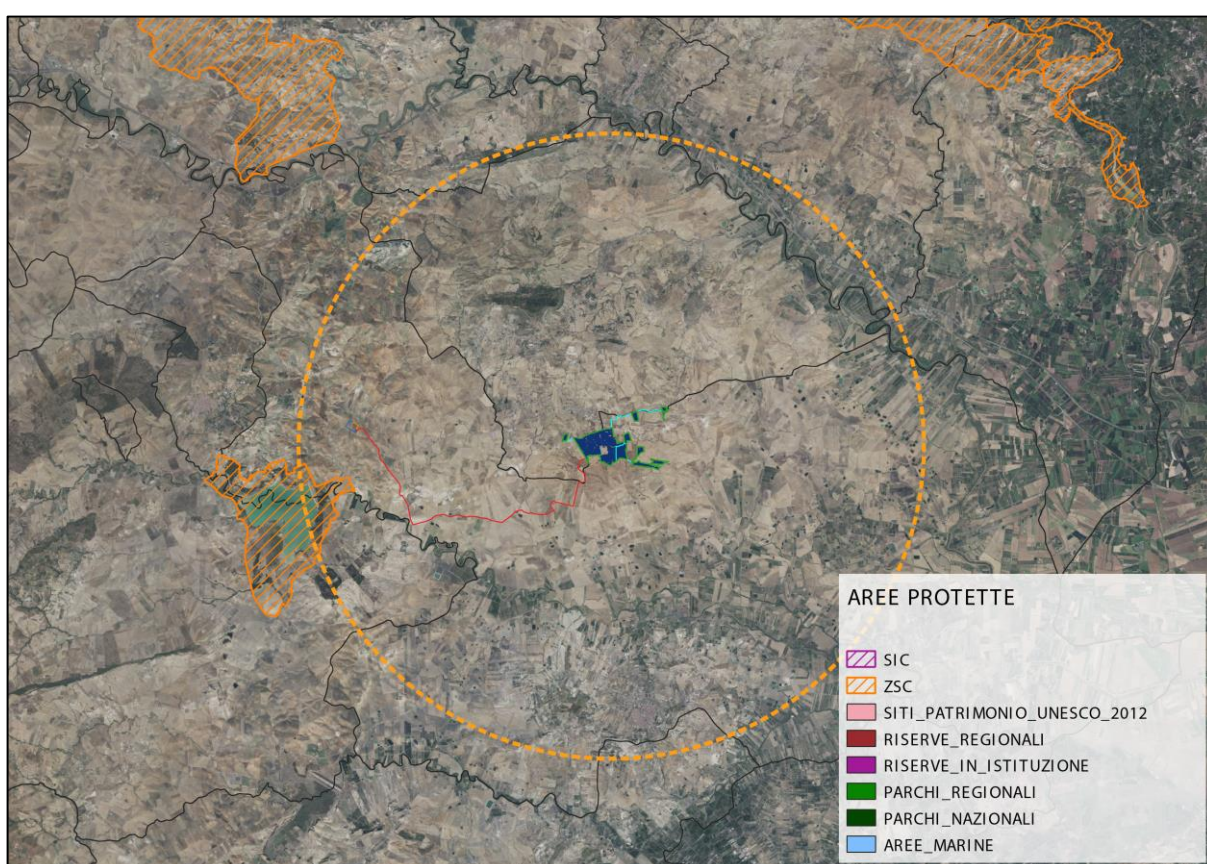 AREE PROTETTE
SIC
ZSC
SITI_PATRIMONIO_UNESCO_2012
RISERVE_REGIONALI
RISERVE_IN_ISTITUZIONE
PARCHI_REGIONALI
PARCHI_NAZIONALI
AREE_MARINE